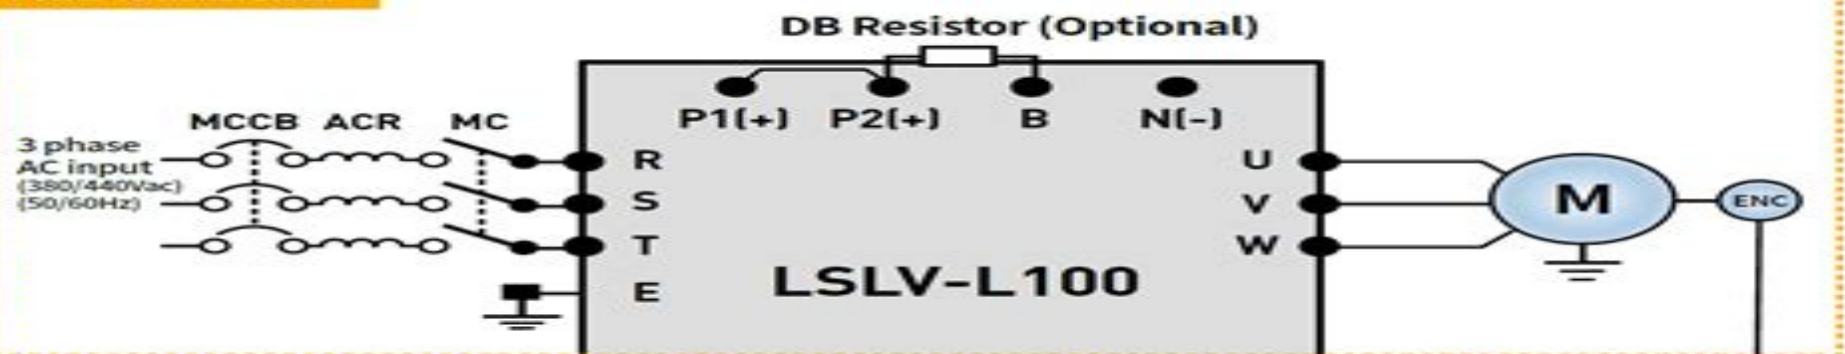 DB Resistor (Optional)
P1(+) P2(+) B N(-)
MCCB ACR MC
3 phase
AC input
(380/440Vac)
(50/60Hz)
R
S
T
E
U
V
W
LSLV-L100
M
ENC